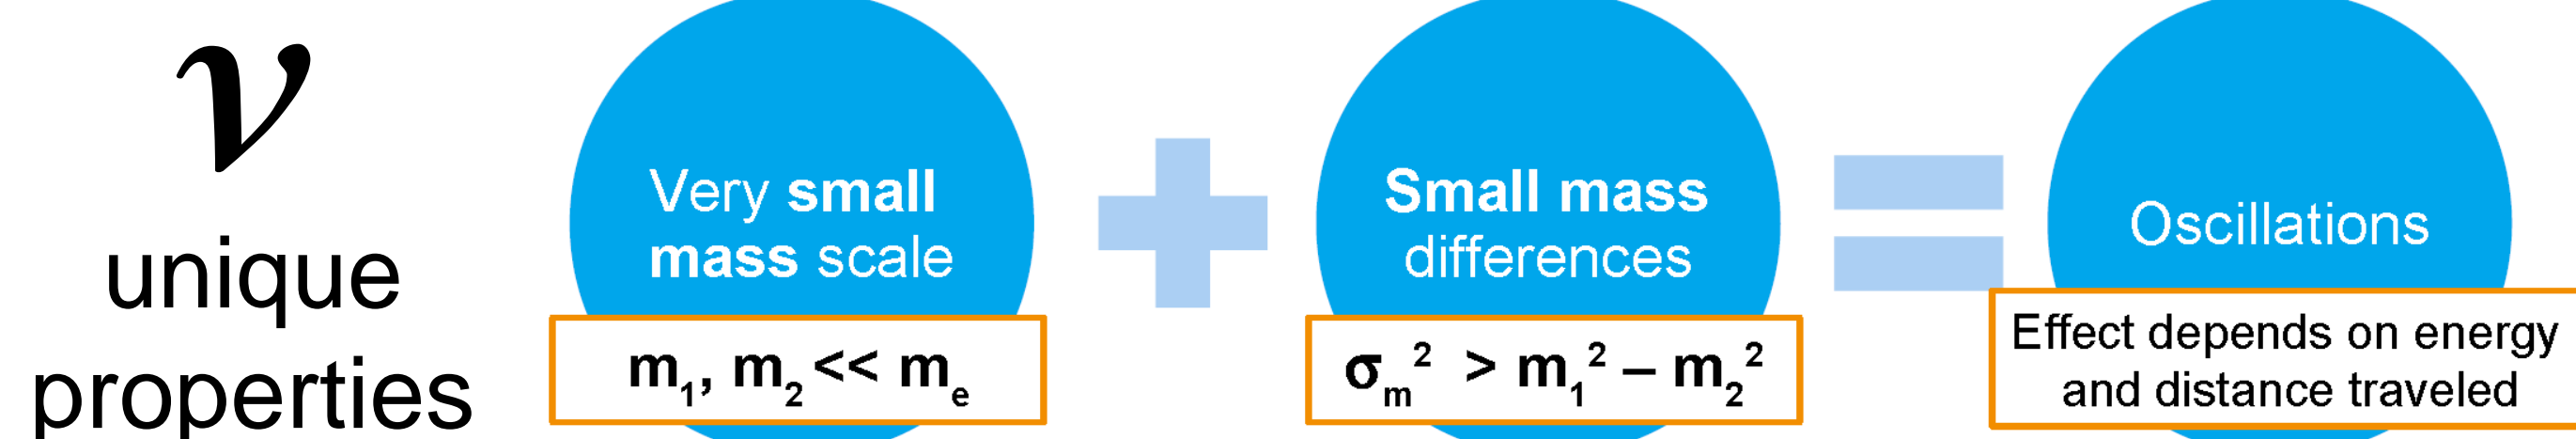 ν
unique
properties
Very small
mass scale
m₁, m₂ << mₑ
Small mass
differences
σₘ² > m₁² – m₂²
Oscillations
Effect depends on energy
and distance traveled